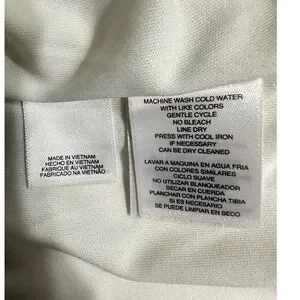 MADE IN VIETNAM
HECHO EN VIETNAM
FABRIQUE AU VIETNAM
FABRICADO NA VIETNÃO
MACHINE WASH COLD WATER
WITH LIKE COLORS
GENTLE CYCLE
NO BLEACH
LINE DRY
PRESS WITH COOL IRON
IF NECESSARY
CAN BE DRY CLEANED
LAVAR A MAQUINA EN AGUA FRIA
CON COLORES SIMILARES
CICLO SUAVE
NO UTILIZAR BLANQUEADOR
SECAR EN CUERDA
PLANCHAR CON PLANCHA TIBIA
SI ES NECESARIO
SE PUEDE LIMPIAR EN SECO